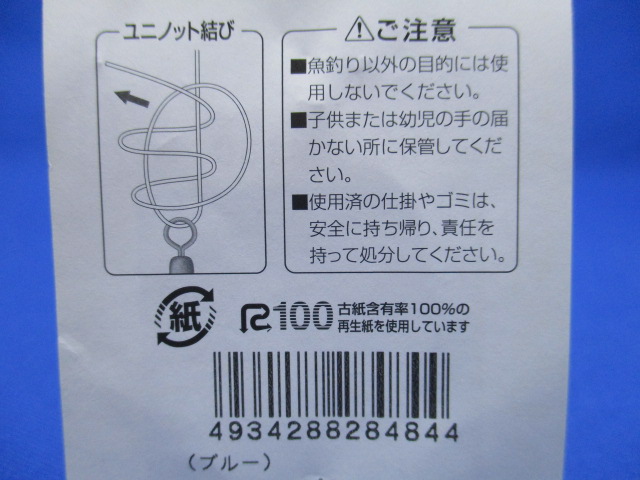 ユニノット結び
⚠ご注意
■魚釣り以外の目的には使
用しないでください。
■子供または幼児の手の届
かない所に保管してくだ
さい。
■使用済の仕掛やゴミは、
安全に持ち帰り、責任を
持って処分してください。
紙
R100
古紙含有率100%の
再生紙を使用しています
4934288284844
（ブルー）